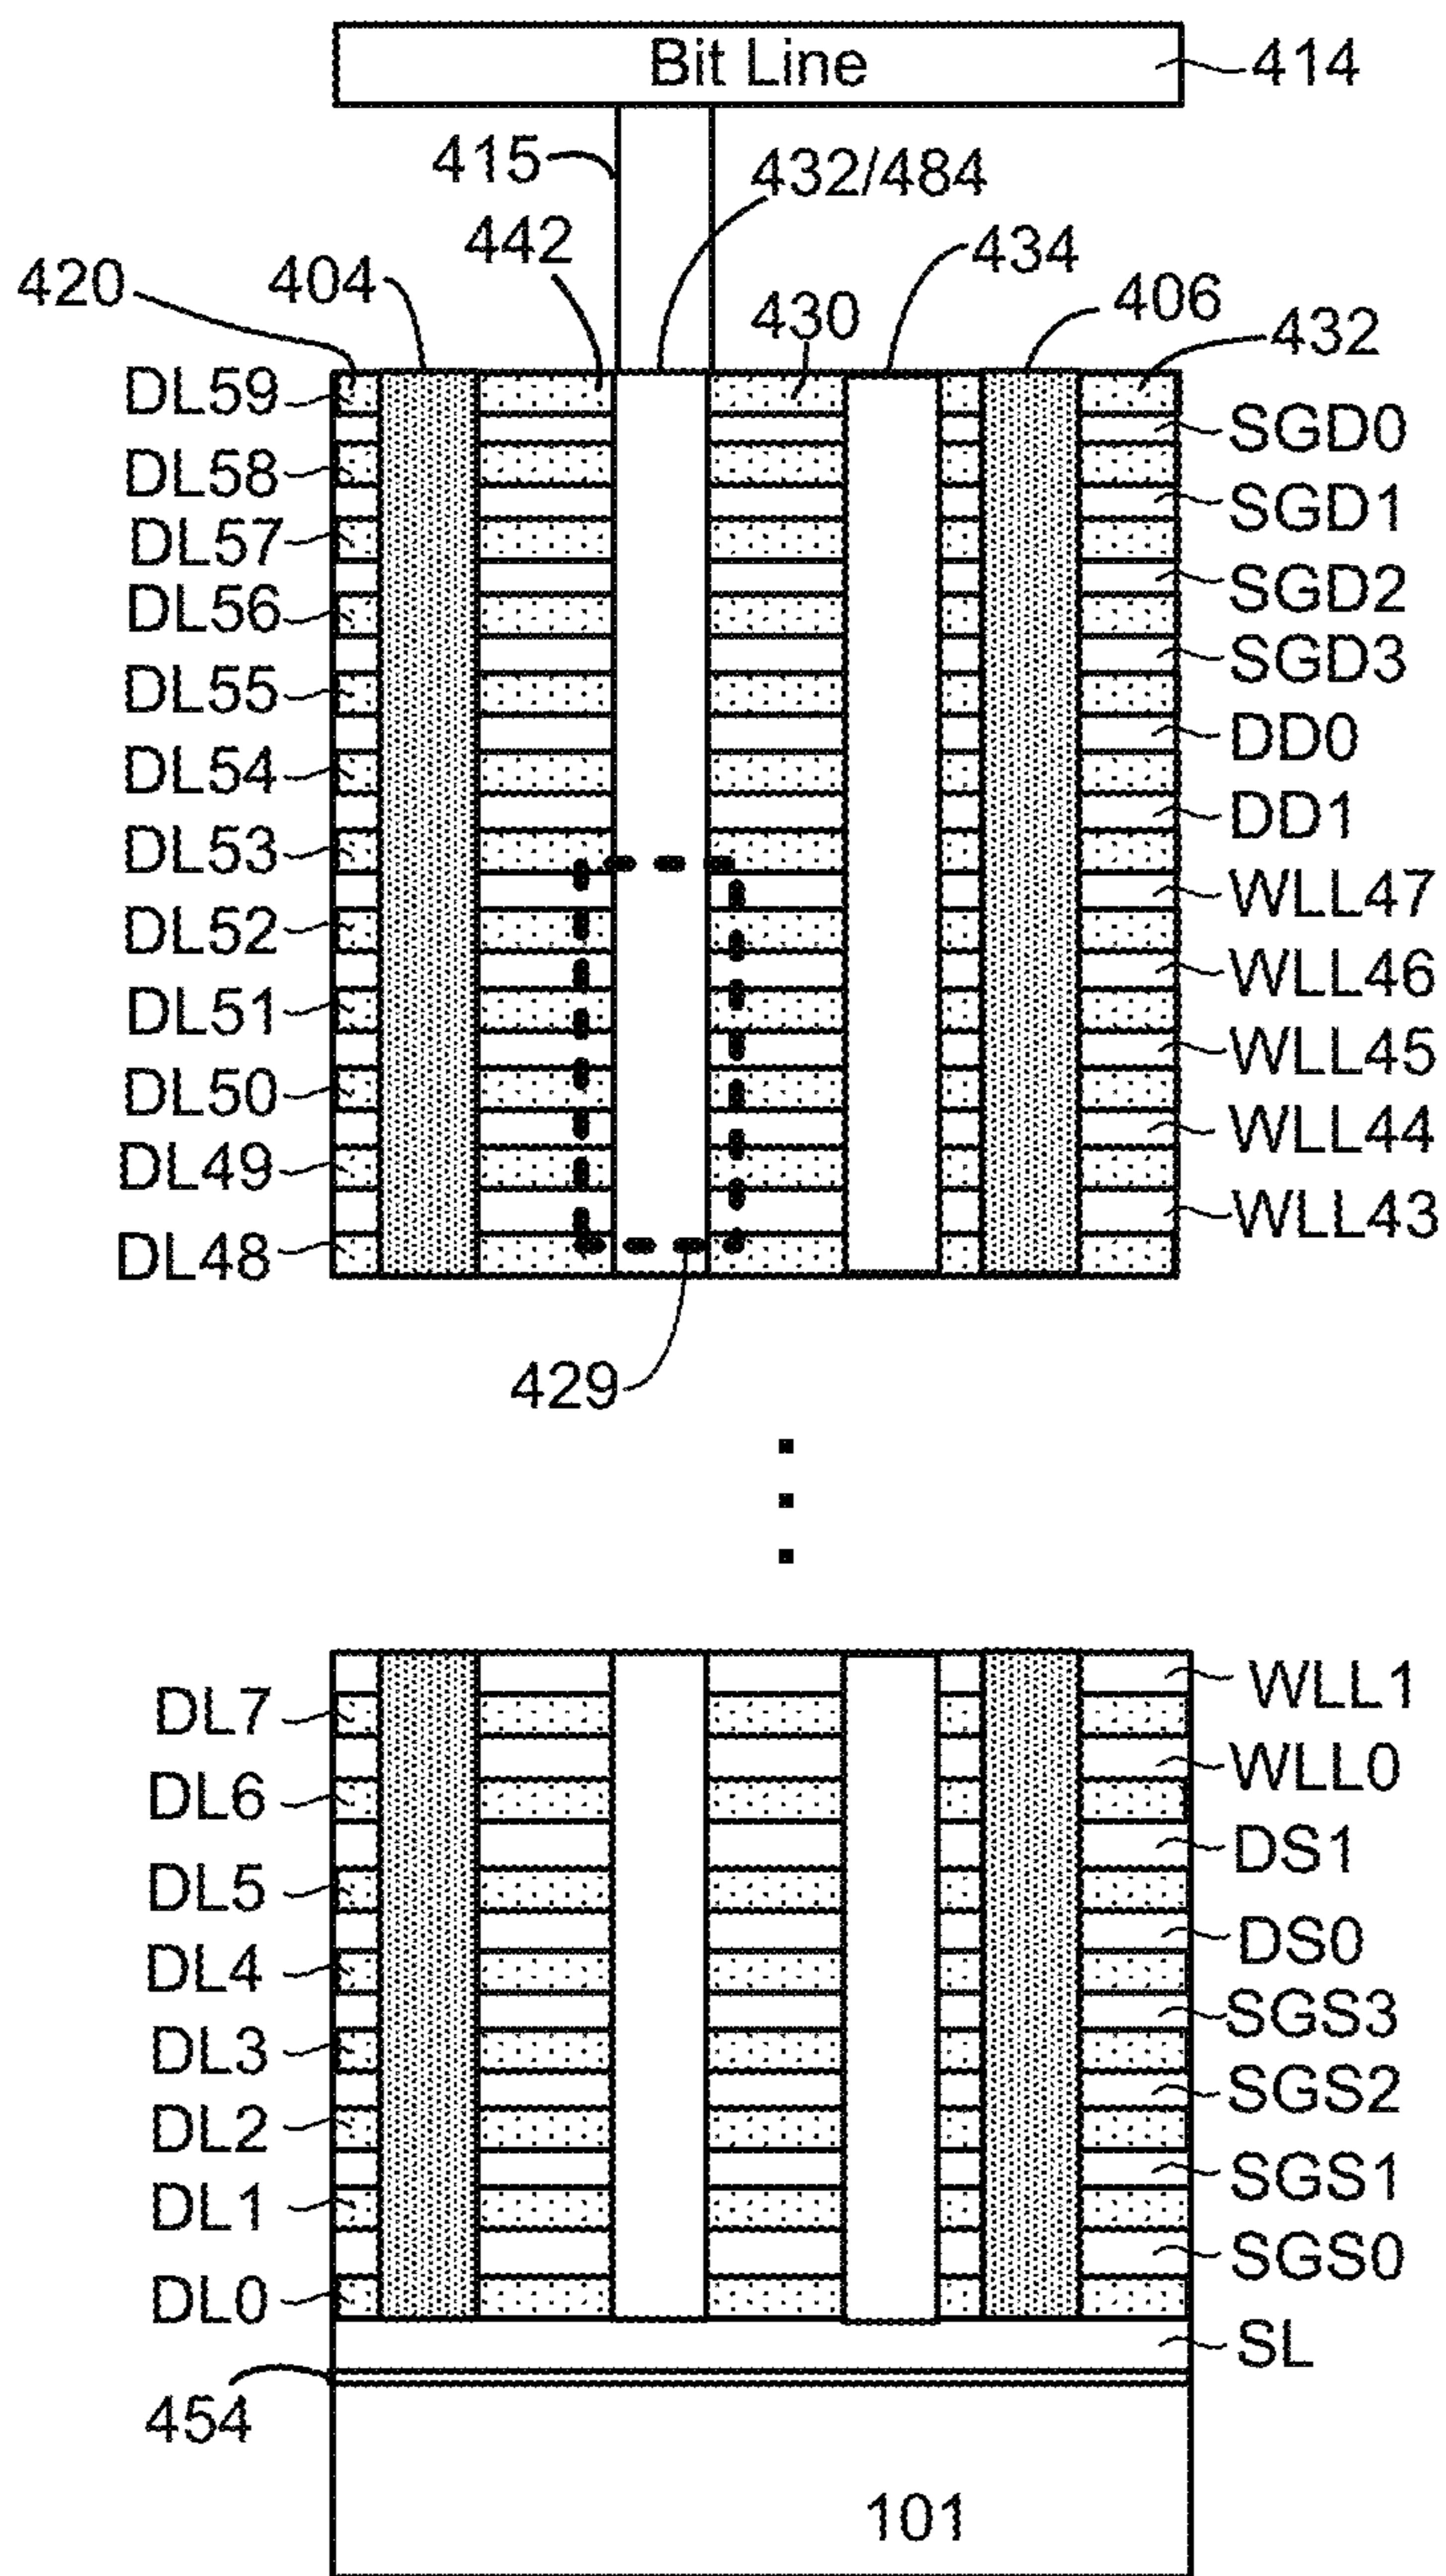 Bit Line
414
415
432/484
442
434
420
404
430
406
432
DL59
SGD0
DL58
SGD1
DL57
SGD2
DL56
SGD3
DL55
DD0
DL54
DD1
DL53
WLL47
DL52
WLL46
DL51
WLL45
DL50
WLL44
DL49
WLL43
DL48
429
WLL1
DL7
WLL0
DL6
DS1
DL5
DS0
DL4
SGS3
DL3
SGS2
DL2
SGS1
DL1
SGS0
DL0
SL
454
101